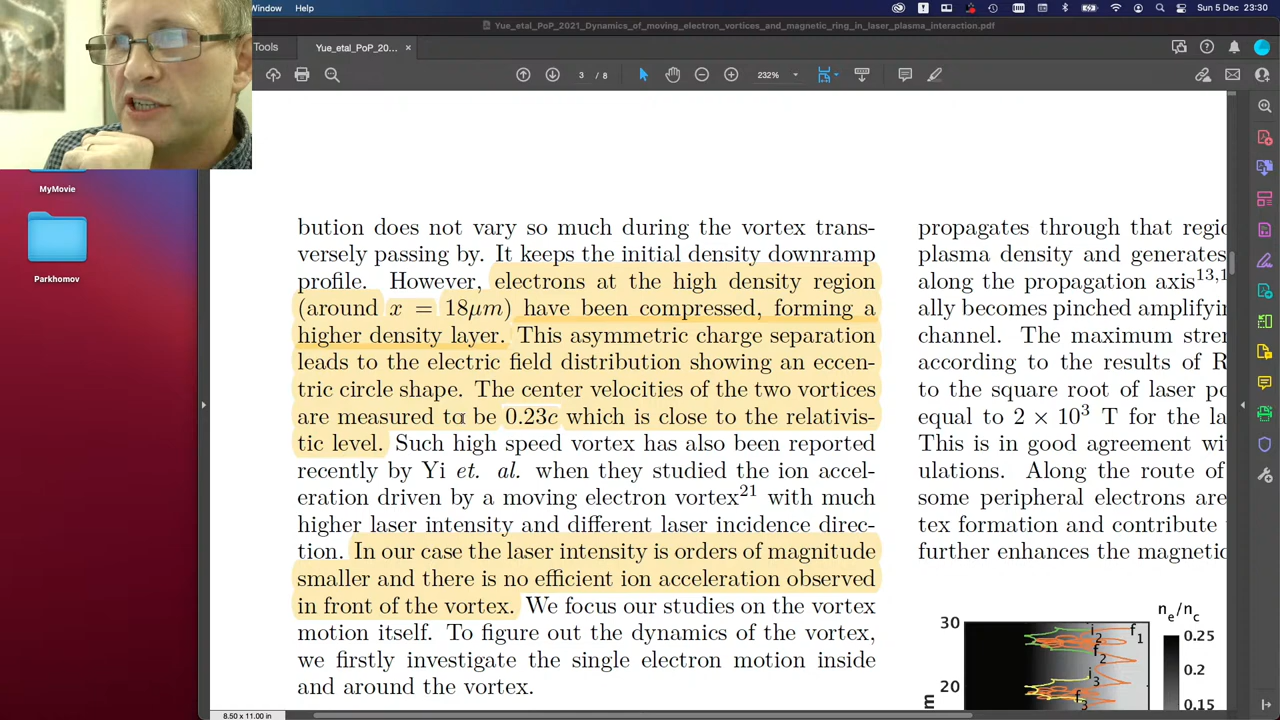 Window
Help
Sun 5 Dec 23:30
Yue_etal_PoP_2021_Dynamics_of_moving_electron_vortices_and_magnetic_ring_in_laser_plasma_interaction.pdf
Tools
Yue_etal_PoP_20...
3 / 8
232%
MyMovie
Parkhomov
bution does not vary so much during the vortex trans-
versely passing by. It keeps the initial density downramp
profile. However, electrons at the high density region
(around x = 18μm) have been compressed, forming a
higher density layer. This asymmetric charge separation
leads to the electric field distribution showing an eccen-
tric circle shape. The center velocities of the two vortices
are measured to be 0.23c which is close to the relativis-
tic level. Such high speed vortex has also been reported
recently by Yi et. al. when they studied the ion accel-
eration driven by a moving electron vortex21 with much
higher laser intensity and different laser incidence direc-
tion. In our case the laser intensity is orders of magnitude
smaller and there is no efficient ion acceleration observed
in front of the vortex. We focus our studies on the vortex
motion itself. To figure out the dynamics of the vortex,
we firstly investigate the single electron motion inside
and around the vortex.
propagates through that regi
plasma density and generates
along the propagation axis13,1
ally becomes pinched amplifyin
channel. The maximum stren
according to the results of R
to the square root of laser po
equal to 2 × 10³ T for the la
This is in good agreement wi
ulations. Along the route of
some peripheral electrons are
tex formation and contribute
further enhances the magnetic
ne/nc
30
20
m
i2
f1
f2
i3
f3
0.25
0.2
0.15
8.50 x 11.00 in